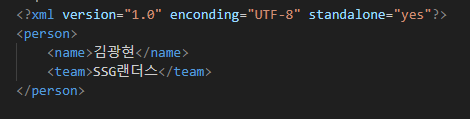 <?xml version="1.0" enconding="UTF-8" standalone="yes"?>
<person>
    <name>김광현</name>
    <team>SSG랜더스</team>
</person>